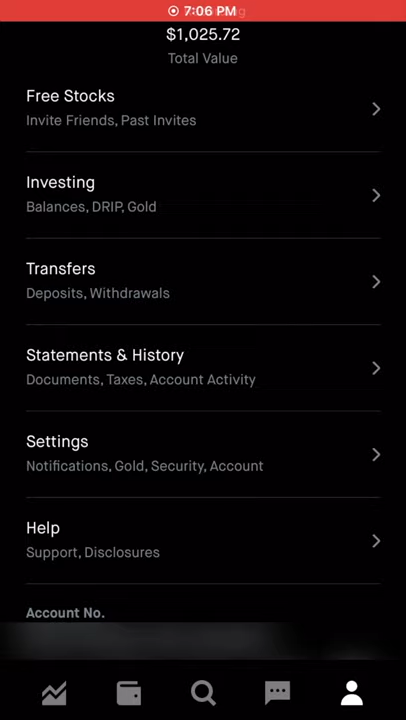 7:06 PM
$1,025.72
Total Value
Free Stocks
Invite Friends, Past Invites
Investing
Balances, DRIP, Gold
Transfers
Deposits, Withdrawals
Statements & History
Documents, Taxes, Account Activity
Settings
Notifications, Gold, Security, Account
Help
Support, Disclosures
Account No.